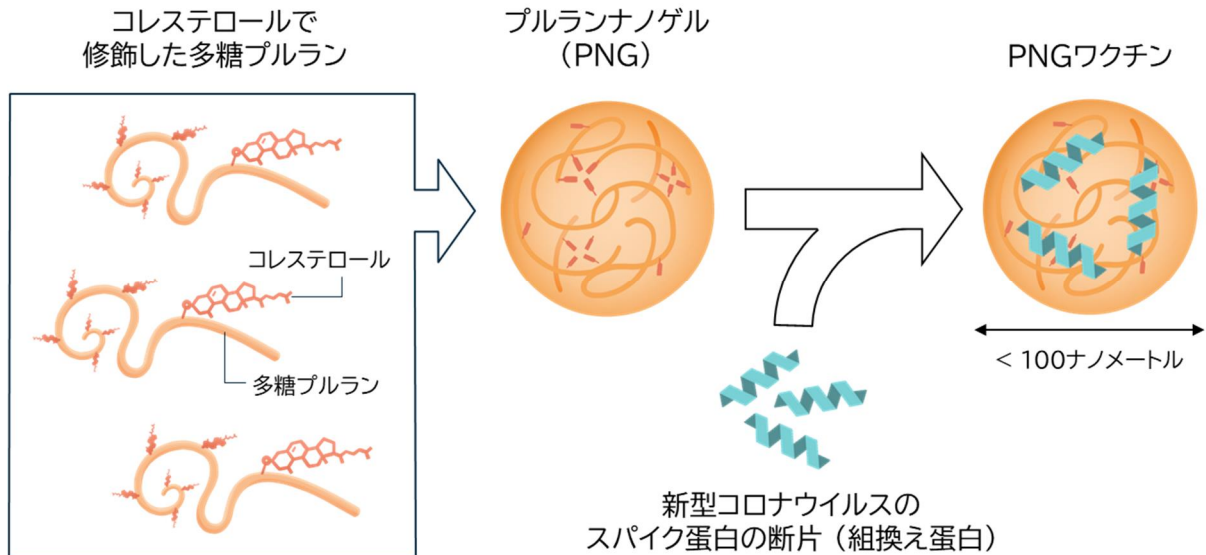 コレステロールで
修飾した多糖プルラン
プルランナノゲル
(PNG)
PNGワクチン
コレステロール
多糖プルラン
< 100ナノメートル
新型コロナウイルスの
スパイク蛋白の断片(組換え蛋白)